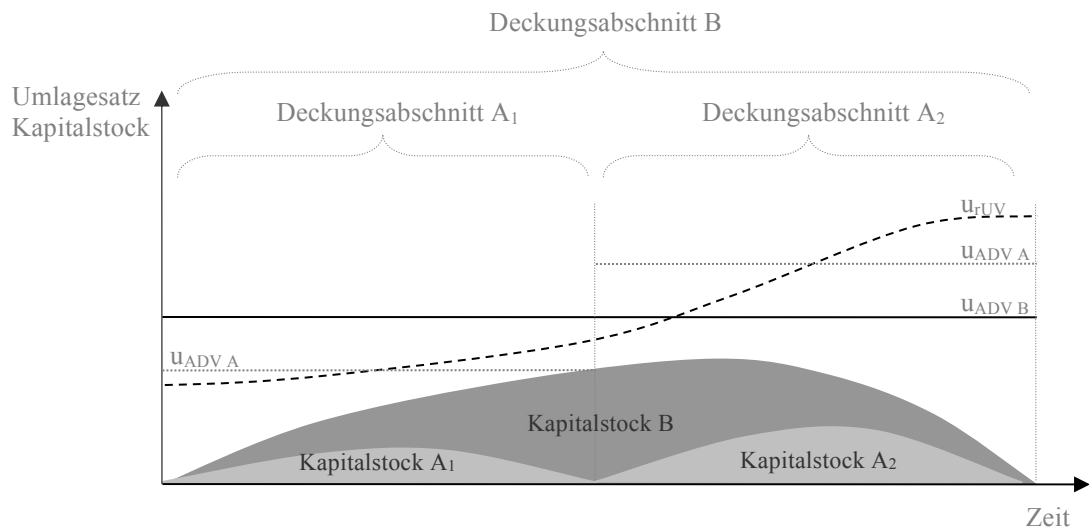 Deckungsabschnitt B
Umlagesatz
Kapitalstock
Deckungsabschnitt A₁
Deckungsabschnitt A₂
u_rUV
u_ADV A
u_ADV B
u_ADV A
Kapitalstock B
Kapitalstock A₁
Kapitalstock A₂
Zeit